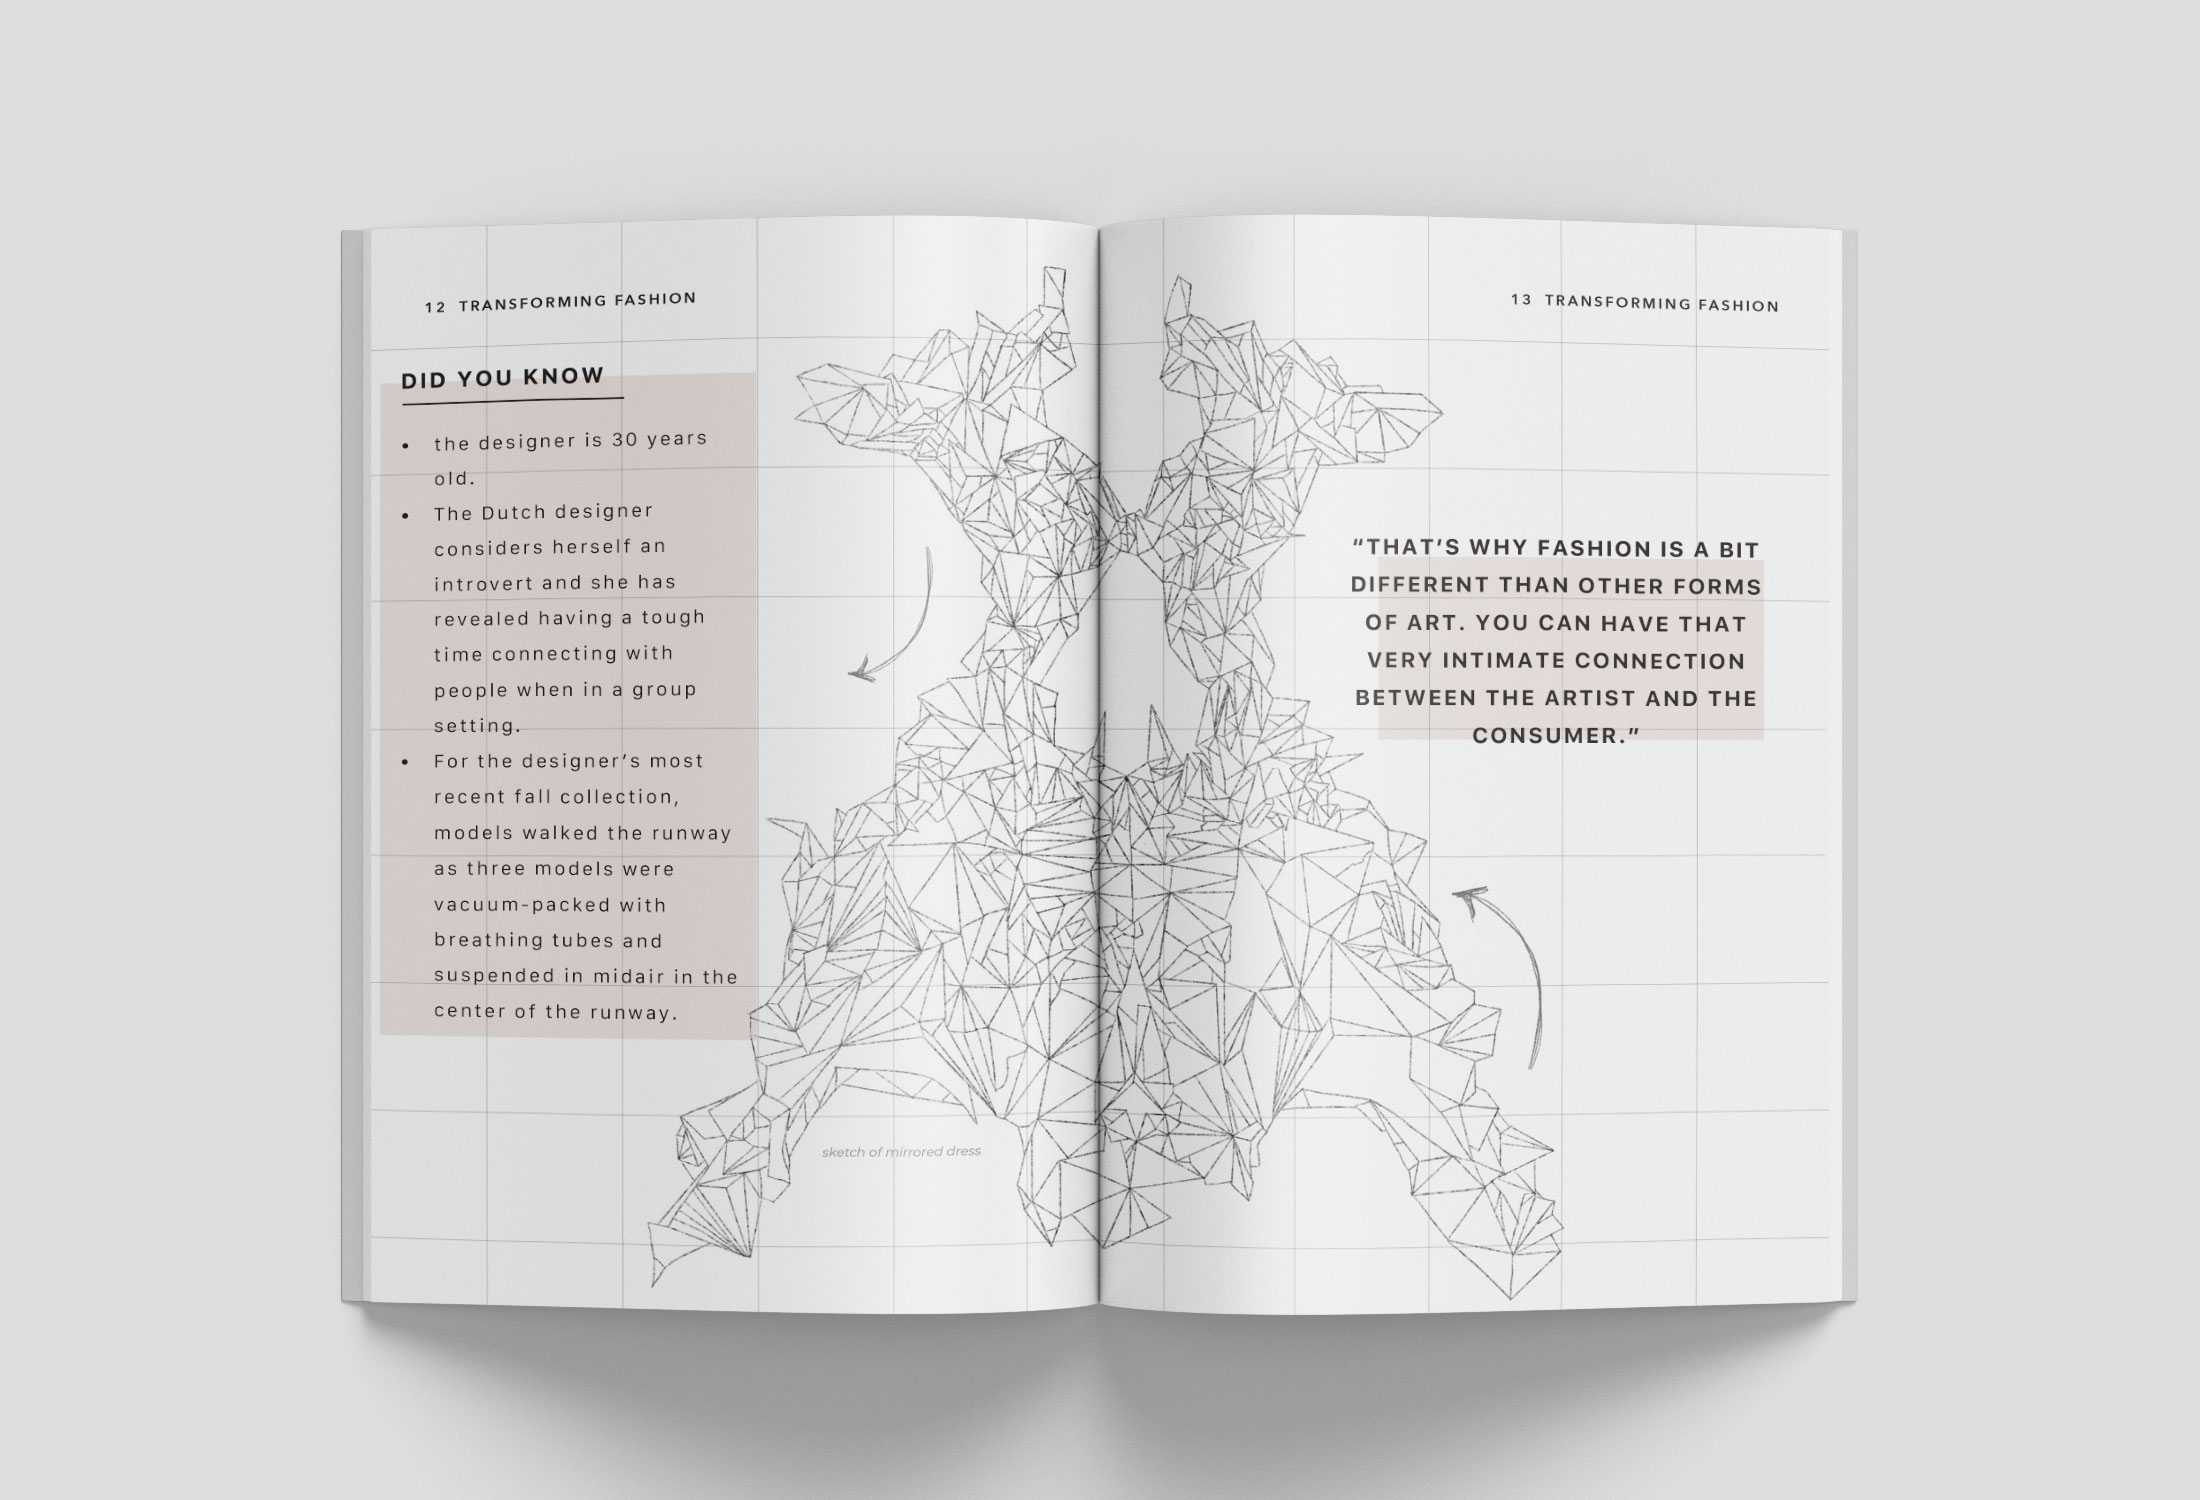 12 TRANSFORMING FASHION
DID YOU KNOW
• the designer is 30 years
old.
• The Dutch designer
considers herself an
introvert and she has
revealed having a tough
time connecting with
people when in a group
setting.
• For the designer’s most
recent fall collection,
models walked the runway
as three models were
vacuum-packed with
breathing tubes and
suspended in midair in the
center of the runway.
sketch of mirrored dress
13 TRANSFORMING FASHION
“THAT’S WHY FASHION IS A BIT
DIFFERENT THAN OTHER FORMS
OF ART. YOU CAN HAVE THAT
VERY INTIMATE CONNECTION
BETWEEN THE ARTIST AND THE
CONSUMER.”